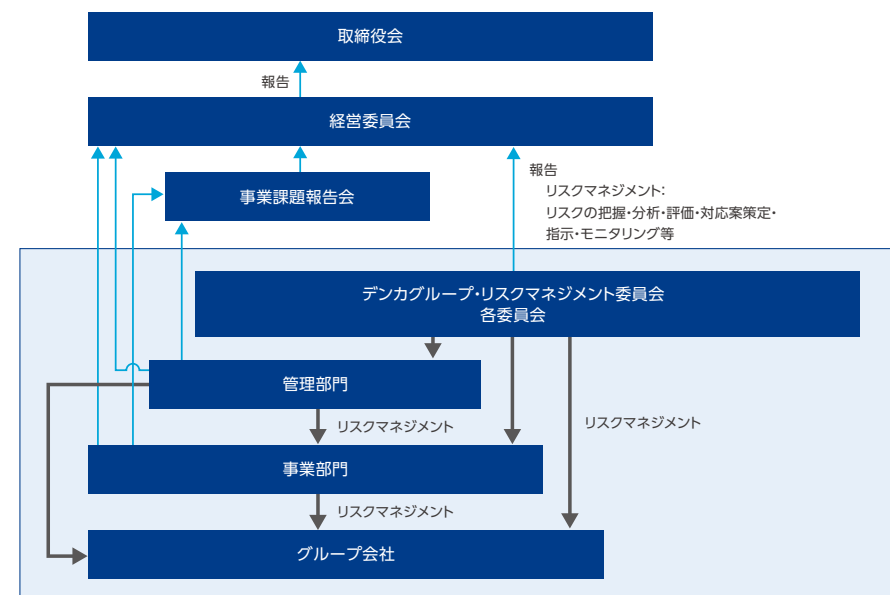 取締役会
報告
経営委員会
事業課題報告会
報告
リスクマネジメント:
リスクの把握・分析・評価・対応案策定・
指示・モニタリング等
デンカグループ・リスクマネジメント委員会
各委員会
管理部門
リスクマネジメント
リスクマネジメント
事業部門
リスクマネジメント
グループ会社